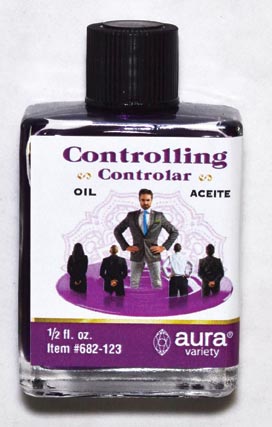 Controlling
Controlar
OIL ACEITE
1/2 fl. oz.
Item #682-123
aura®
variety